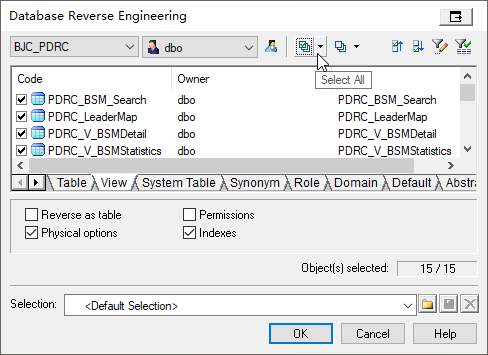 Database Reverse Engineering
BJC_PDRC dbo
Select All
Code Owner
PDRC_BSM_Search dbo PDRC_BSM_Search
PDRC_LeaderMap dbo PDRC_LeaderMap
PDRC_V_BSMDetail dbo PDRC_V_BSMDetail
PDRC_V_BSMStatistics dbo PDRC_V_BSMStatistics
Table View System Table Synonym Role Domain Default Abstra
Reverse as table Permissions
Physical options Indexes
Object(s) selected: 15 / 15
Selection: <Default Selection>
OK Cancel Help